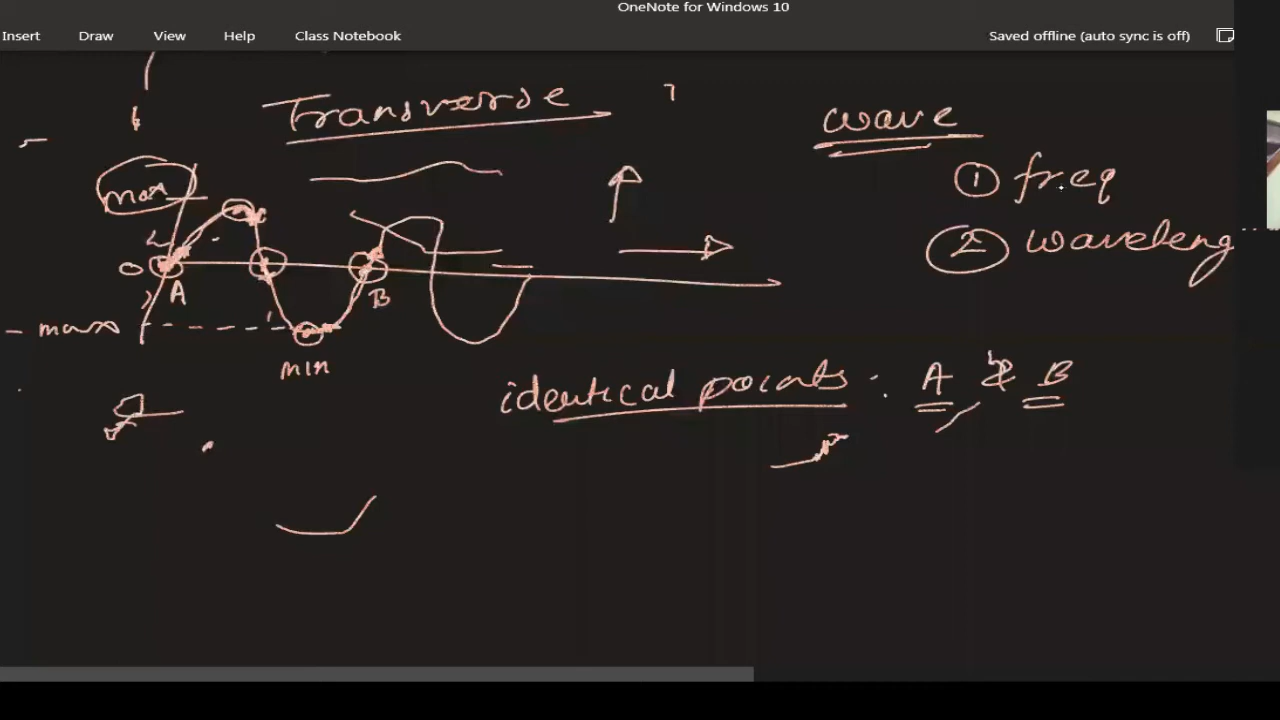 OneNote for Windows 10
Insert Draw View Help Class Notebook Saved offline (auto sync is off)
Transverse
wave
max
① freq
② waveleng
0
A
B
- max
min
identical points : A & B